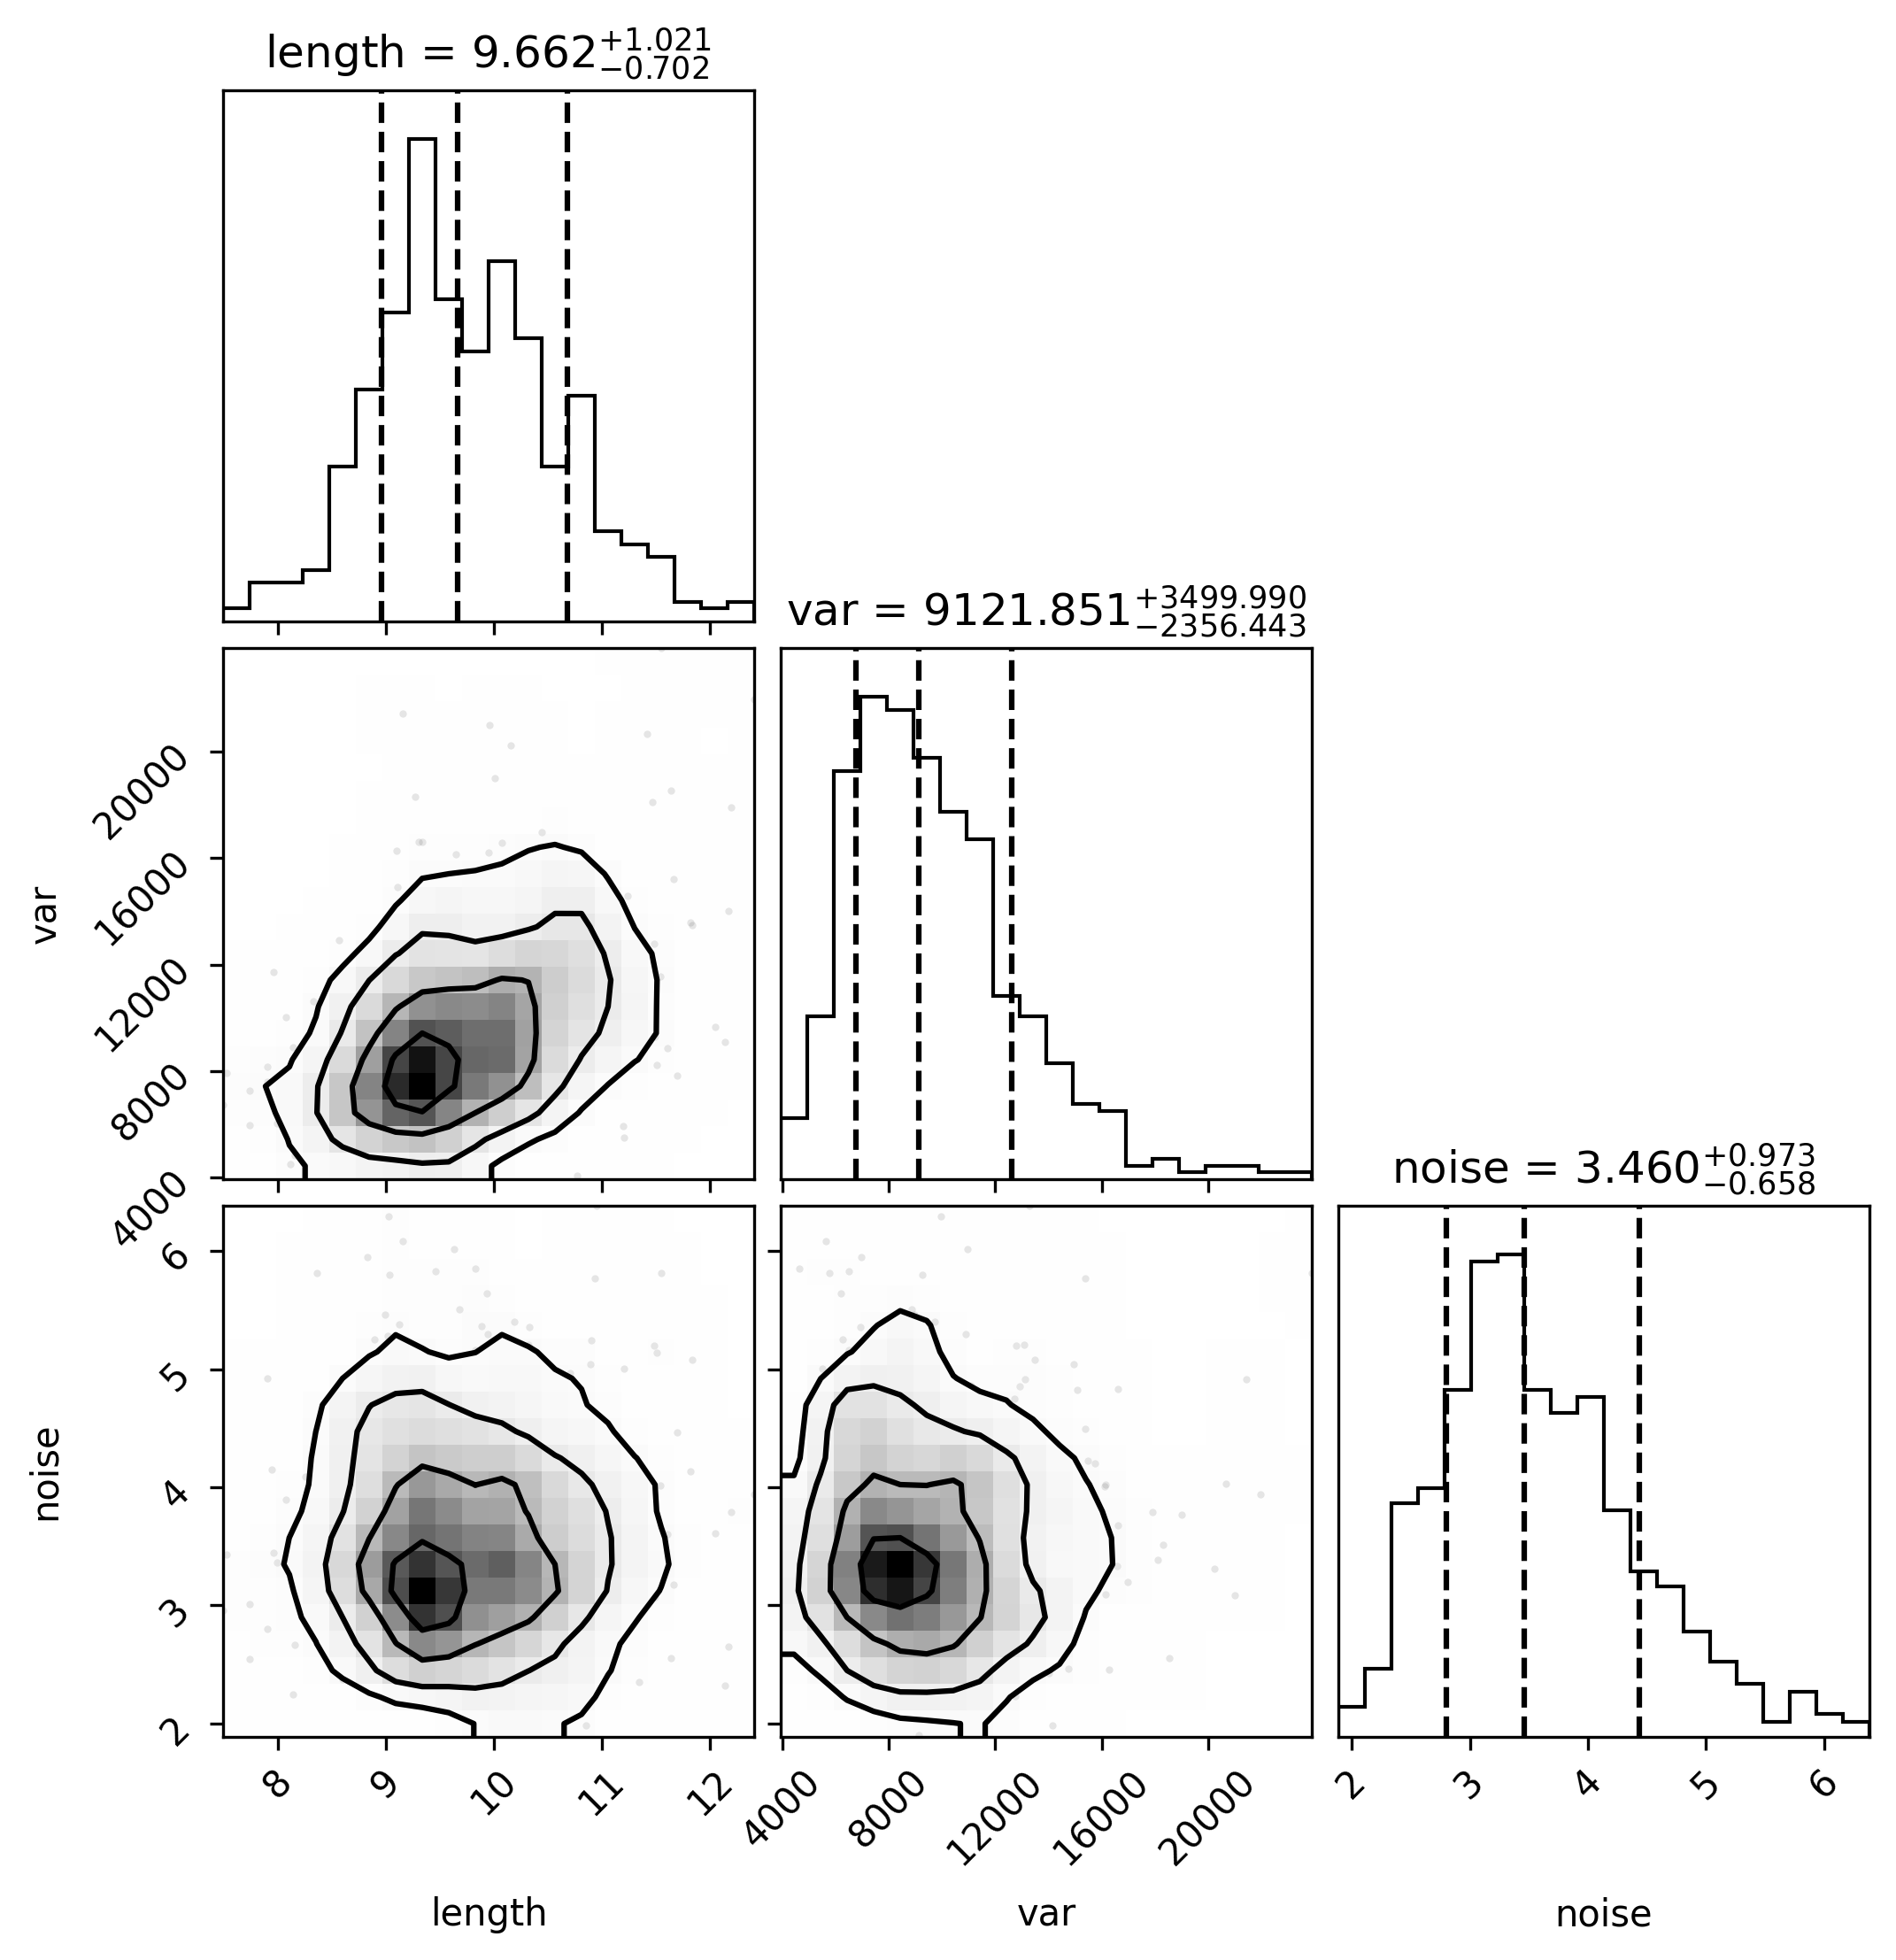 length = 9.662 +1.021 −0.702
var = 9121.851 +3499.990 −2356.443
var
20000
16000
12000
8000
4000
noise = 3.460 +0.973 −0.658
noise
6
5
4
3
2
8 9 10 11 12
4000 8000 12000 16000 20000
2 3 4 5 6
length
var
noise